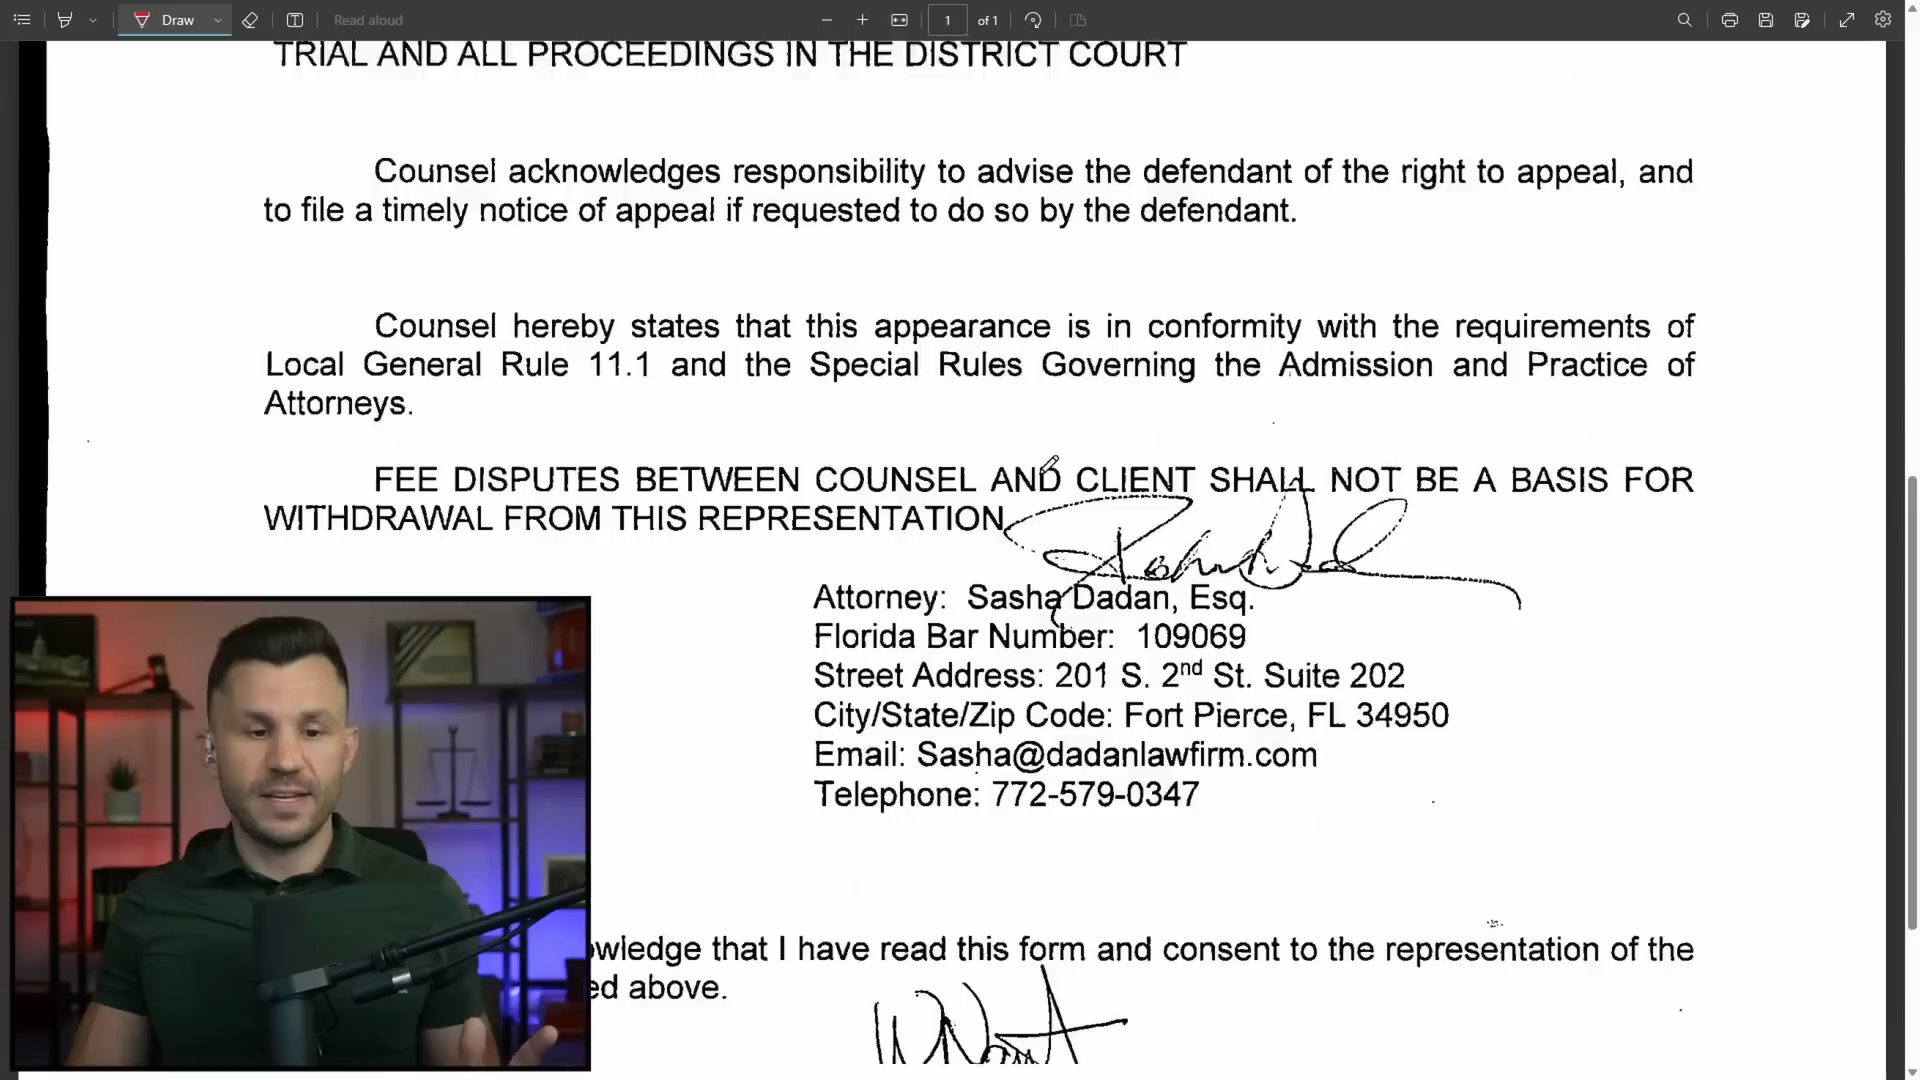 Draw
Read aloud
1 of 1
TRIAL AND ALL PROCEEDINGS IN THE DISTRICT COURT
Counsel acknowledges responsibility to advise the defendant of the right to appeal, and
to file a timely notice of appeal if requested to do so by the defendant.
Counsel hereby states that this appearance is in conformity with the requirements of
Local General Rule 11.1 and the Special Rules Governing the Admission and Practice of
Attorneys.
FEE DISPUTES BETWEEN COUNSEL AND CLIENT SHALL NOT BE A BASIS FOR
WITHDRAWAL FROM THIS REPRESENTATION
Attorney: Sasha Dadan, Esq.
Florida Bar Number: 109069
Street Address: 201 S. 2nd St. Suite 202
City/State/Zip Code: Fort Pierce, FL 34950
Email: Sasha@dadanlawfirm.com
Telephone: 772-579-0347
wledge that I have read this form and consent to the representation of the
ed above.